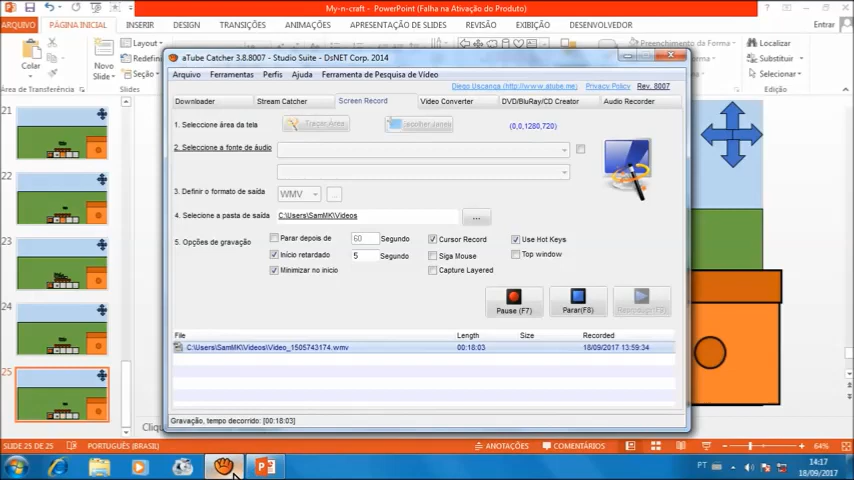 My-n-craft - PowerPoint (Falha na Ativação do Produto)
ARQUIVO PÁGINA INICIAL INSERIR DESIGN TRANSIÇÕES ANIMAÇÕES APRESENTAÇÃO DE SLIDES REVISÃO EXIBIÇÃO DESENVOLVEDOR Entrar
Colar
Novo
Slide
Layout
Área de Transferência
Preenchimento da Forma
Localizar
Substituir
Selecionar
aTube Catcher 3.8.8007 - Studio Suite - DsNET Corp. 2014
Arquivo Ferramentas Perfis Ajuda Ferramenta de Pesquisa de Vídeo
Diego Uscanga (http://www.atube.me) Privacy Policy Rev. 8007
Downloader Stream Catcher Screen Record Video Converter DVD/BluRay/CD Creator Audio Recorder
1. Seleccione área da tela Traçar Área Escolher Janela (0,0,1280,720)
2. Seleccione a fonte de áudio
3. Definir o formato de saída WMV ...
4. Selecione a pasta de saída C:\Users\SamMK\Videos ...
5. Opções de gravação Parar depois de 60 Segundo Cursor Record Use Hot Keys
Início retardado 5 Segundo Siga Mouse Top window
Minimizar no início Capture Layered
Pause (F7) Parar(F8) Reproduzir(F9)
File Length Size Recorded
C:\Users\SamMK\Videos\Video_1505743174.wmv 00:18:03 18/09/2017 13:59:34
Gravação, tempo decorrido: [00:18:03]
21
22
23
24
25
Cliqu
SLIDE 25 DE 25 PORTUGUÊS (BRASIL) ANOTAÇÕES COMENTÁRIOS 64%
PT 14:17
18/09/2017